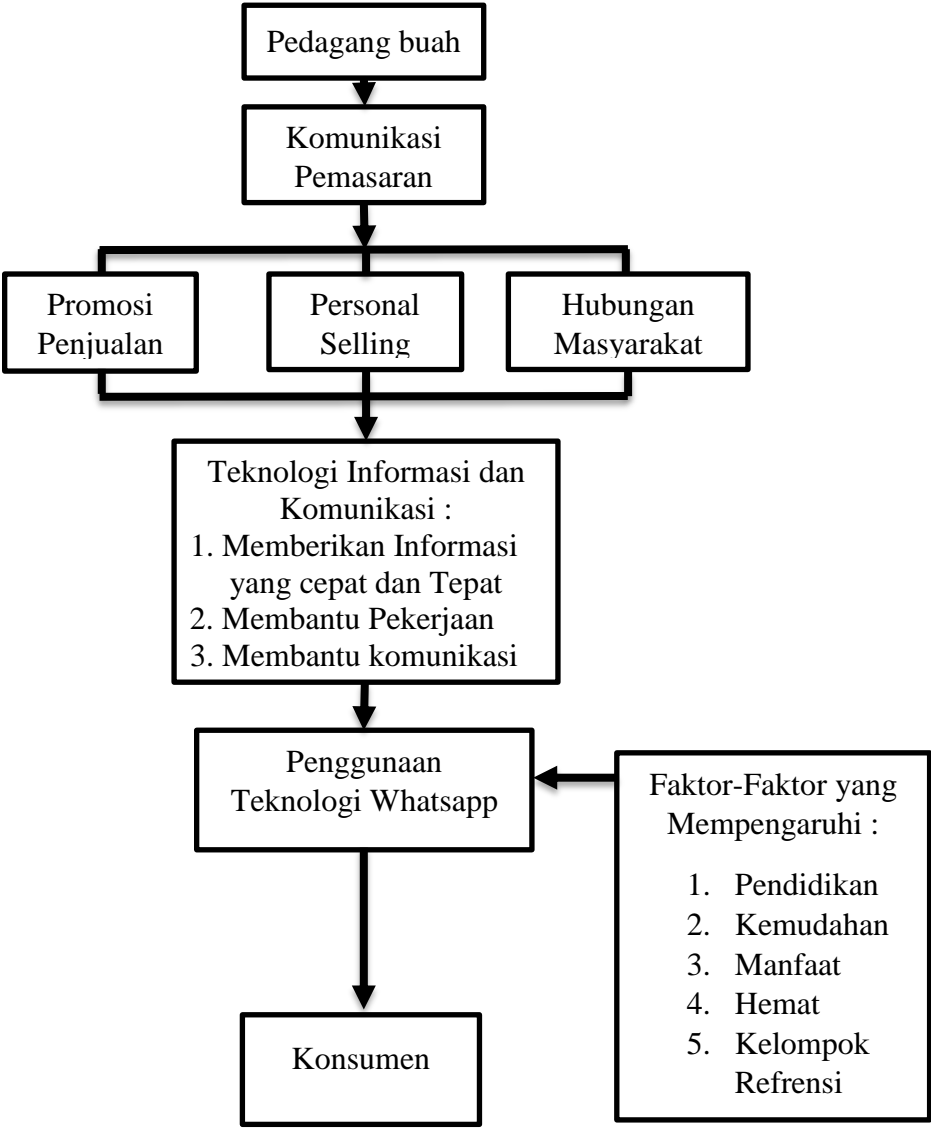 Pedagang buah
Komunikasi
Pemasaran
Promosi
Penjualan
Personal
Selling
Hubungan
Masyarakat
Teknologi Informasi dan
Komunikasi :
1. Memberikan Informasi
yang cepat dan Tepat
2. Membantu Pekerjaan
3. Membantu komunikasi
Penggunaan
Teknologi Whatsapp
Faktor-Faktor yang
Mempengaruhi :
1. Pendidikan
2. Kemudahan
3. Manfaat
4. Hemat
5. Kelompok
Refrensi
Konsumen